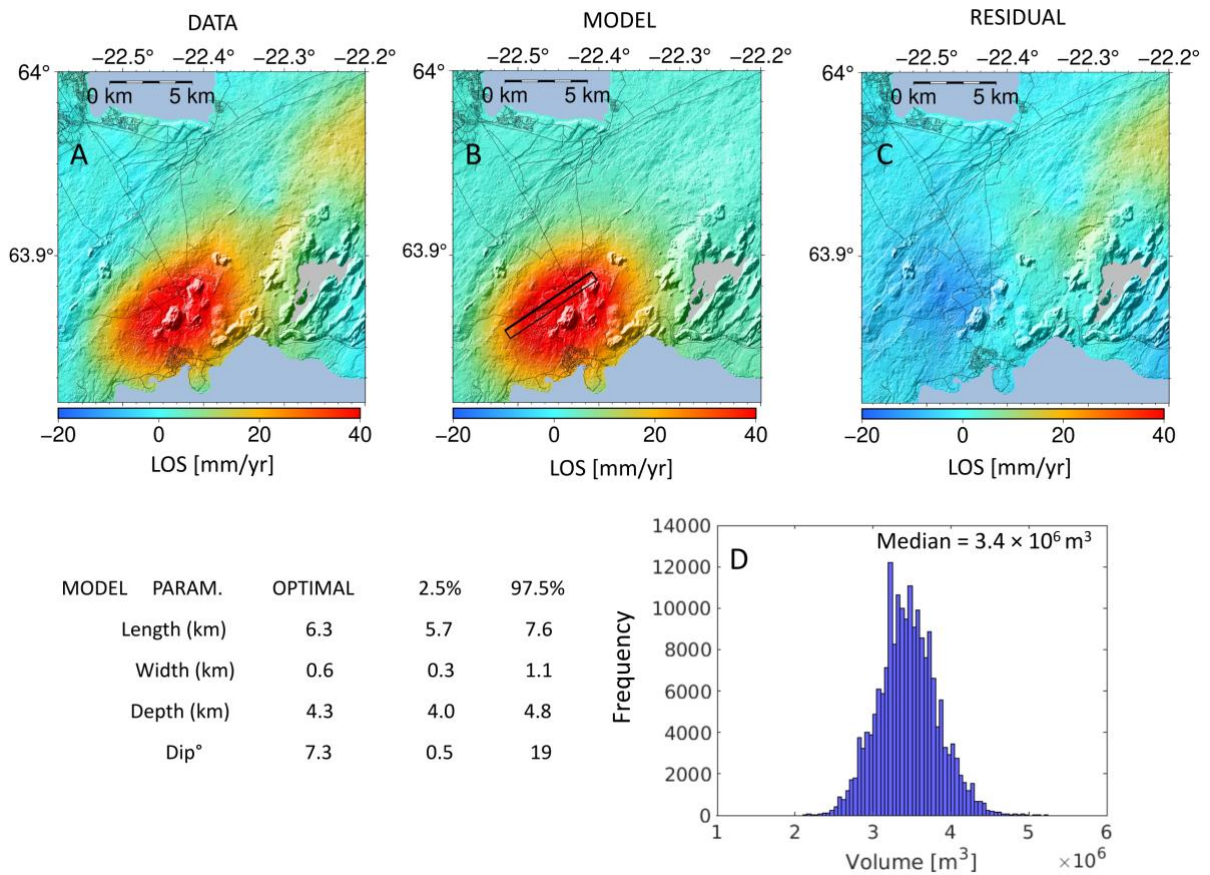 DATA
MODEL
RESIDUAL
−22.5° −22.4° −22.3° −22.2°
−22.5° −22.4° −22.3° −22.2°
−22.5° −22.4° −22.3° −22.2°
64°
64°
0 km 5 km
0 km 5 km
0 km 5 km
A
B
C
63.9°
63.9°
63.9°
−20 0 20 40
−20 0 20 40
−20 0 20 40
LOS [mm/yr]
LOS [mm/yr]
LOS [mm/yr]
MODEL PARAM. OPTIMAL 2.5% 97.5%
Length (km) 6.3 5.7 7.6
Width (km) 0.6 0.3 1.1
Depth (km) 4.3 4.0 4.8
Dip° 7.3 0.5 19
D
Median = 3.4 × 10⁶ m³
14000
12000
10000
8000
6000
4000
2000
0
Frequency
1 2 3 4 5 6
Volume [m³]
×10⁶